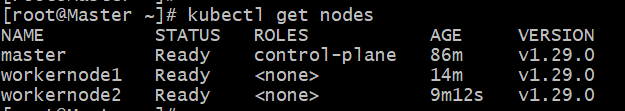 [root@Master ~]# kubectl get nodes
NAME STATUS ROLES AGE VERSION
master Ready control-plane 86m v1.29.0
workernode1 Ready <none> 14m v1.29.0
workernode2 Ready <none> 9m12s v1.29.0